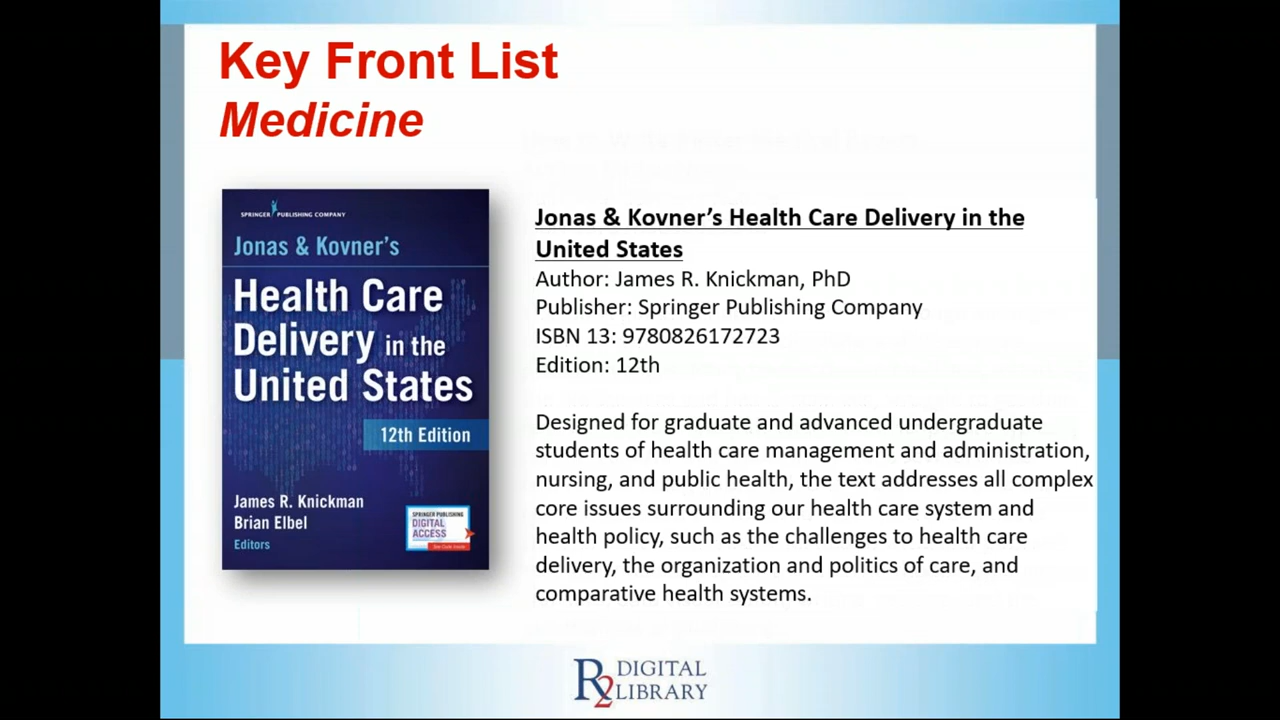 Key Front List
Medicine
SPRINGER PUBLISHING COMPANY
Jonas & Kovner's
Health Care
Delivery in the
United States
12th Edition
James R. Knickman
Brian Elbel
Editors
SPRINGER PUBLISHING
DIGITAL
ACCESS
Jonas & Kovner’s Health Care Delivery in the
United States
Author: James R. Knickman, PhD
Publisher: Springer Publishing Company
ISBN 13: 9780826172723
Edition: 12th
Designed for graduate and advanced undergraduate
students of health care management and administration,
nursing, and public health, the text addresses all complex
core issues surrounding our health care system and
health policy, such as the challenges to health care
delivery, the organization and politics of care, and
comparative health systems.
R2 DIGITAL
LIBRARY